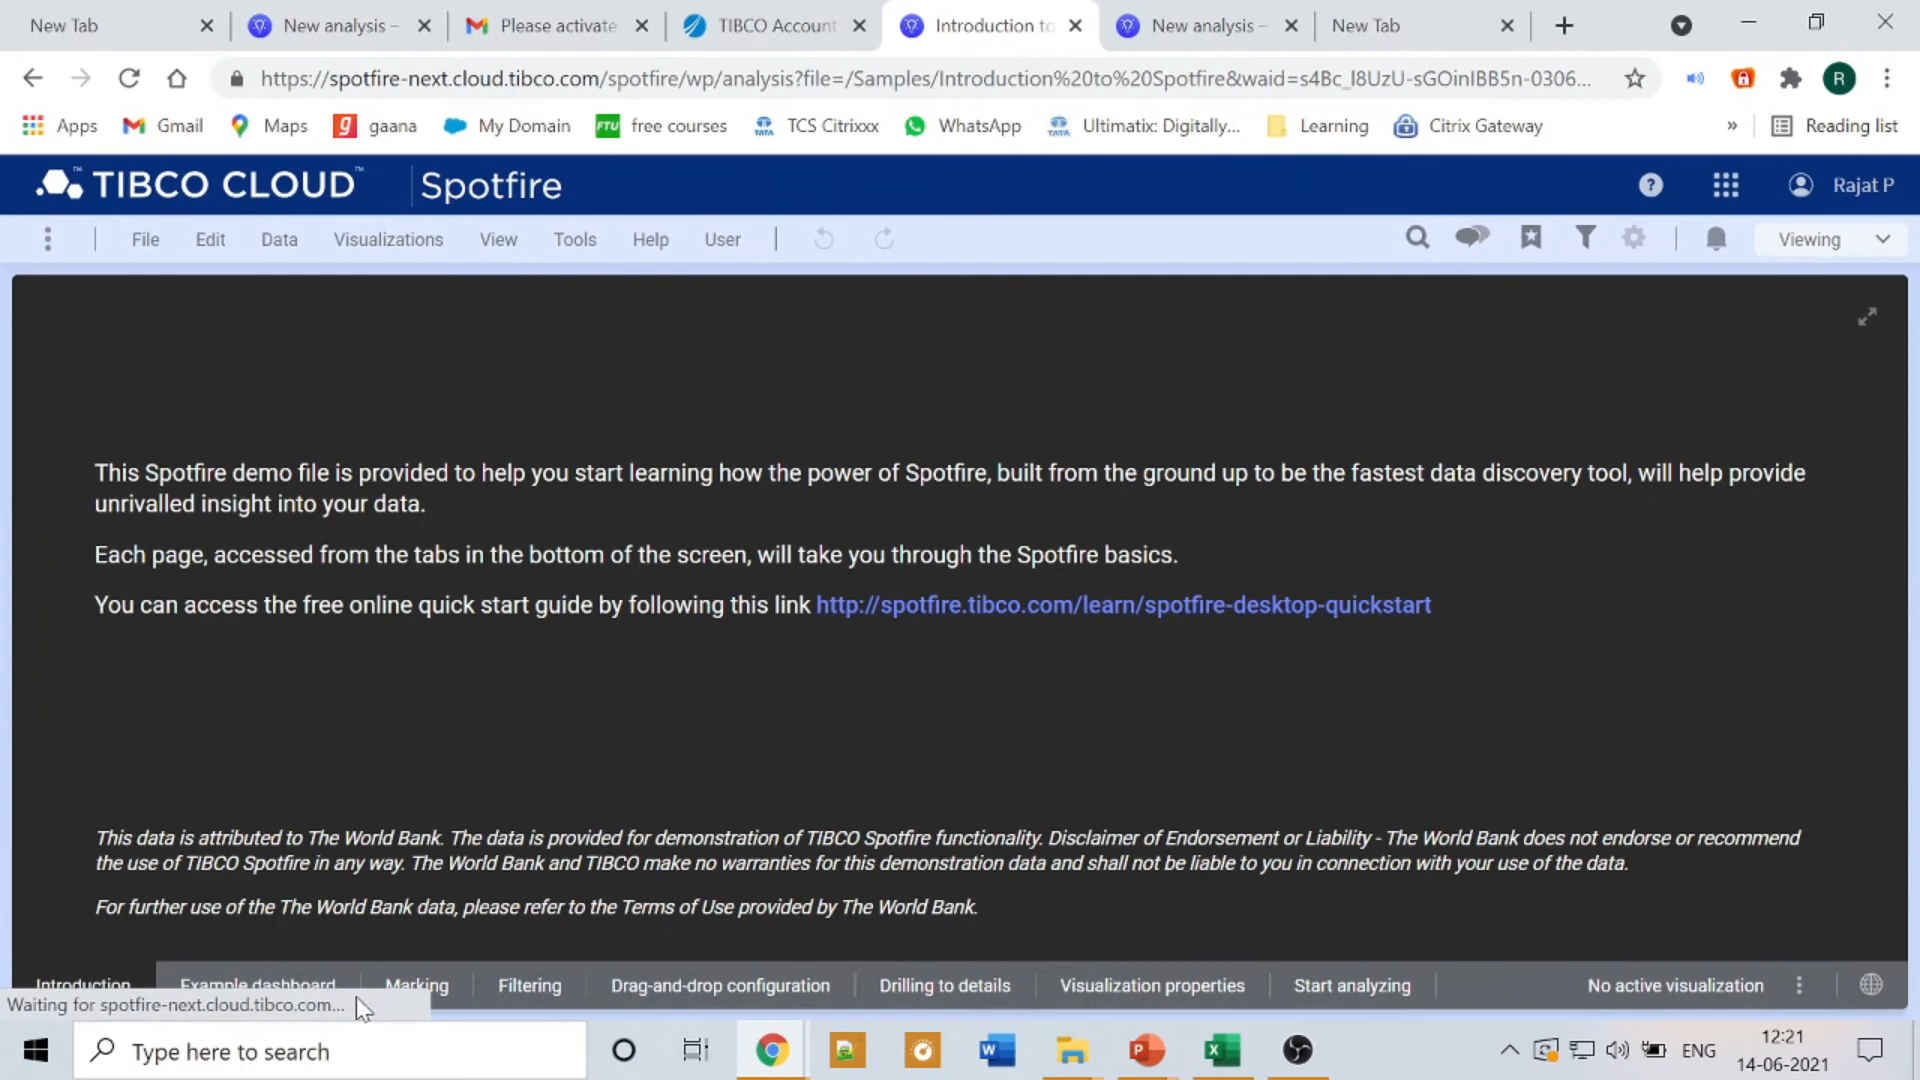 New Tab
New analysis –
Please activate
TIBCO Account
Introduction to
New analysis –
New Tab
https://spotfire-next.cloud.tibco.com/spotfire/wp/analysis?file=/Samples/Introduction%20to%20Spotfire&waid=s4Bc_l8UzU-sGOinIBB5n-0306...
R
Apps
Gmail
Maps
gaana
My Domain
free courses
TCS Citrixxx
WhatsApp
Ultimatix: Digitally...
Learning
Citrix Gateway
»
Reading list
TIBCO CLOUD™
Spotfire
Rajat P
File
Edit
Data
Visualizations
View
Tools
Help
User
Viewing
This Spotfire demo file is provided to help you start learning how the power of Spotfire, built from the ground up to be the fastest data discovery tool, will help provide
unrivalled insight into your data.
Each page, accessed from the tabs in the bottom of the screen, will take you through the Spotfire basics.
You can access the free online quick start guide by following this link http://spotfire.tibco.com/learn/spotfire-desktop-quickstart
This data is attributed to The World Bank. The data is provided for demonstration of TIBCO Spotfire functionality. Disclaimer of Endorsement or Liability - The World Bank does not endorse or recommend
the use of TIBCO Spotfire in any way. The World Bank and TIBCO make no warranties for this demonstration data and shall not be liable to you in connection with your use of the data.
For further use of the The World Bank data, please refer to the Terms of Use provided by The World Bank.
Introduction
Example dashboard
Marking
Filtering
Drag-and-drop configuration
Drilling to details
Visualization properties
Start analyzing
No active visualization
Waiting for spotfire-next.cloud.tibco.com...
Type here to search
ENG
12:21
14-06-2021